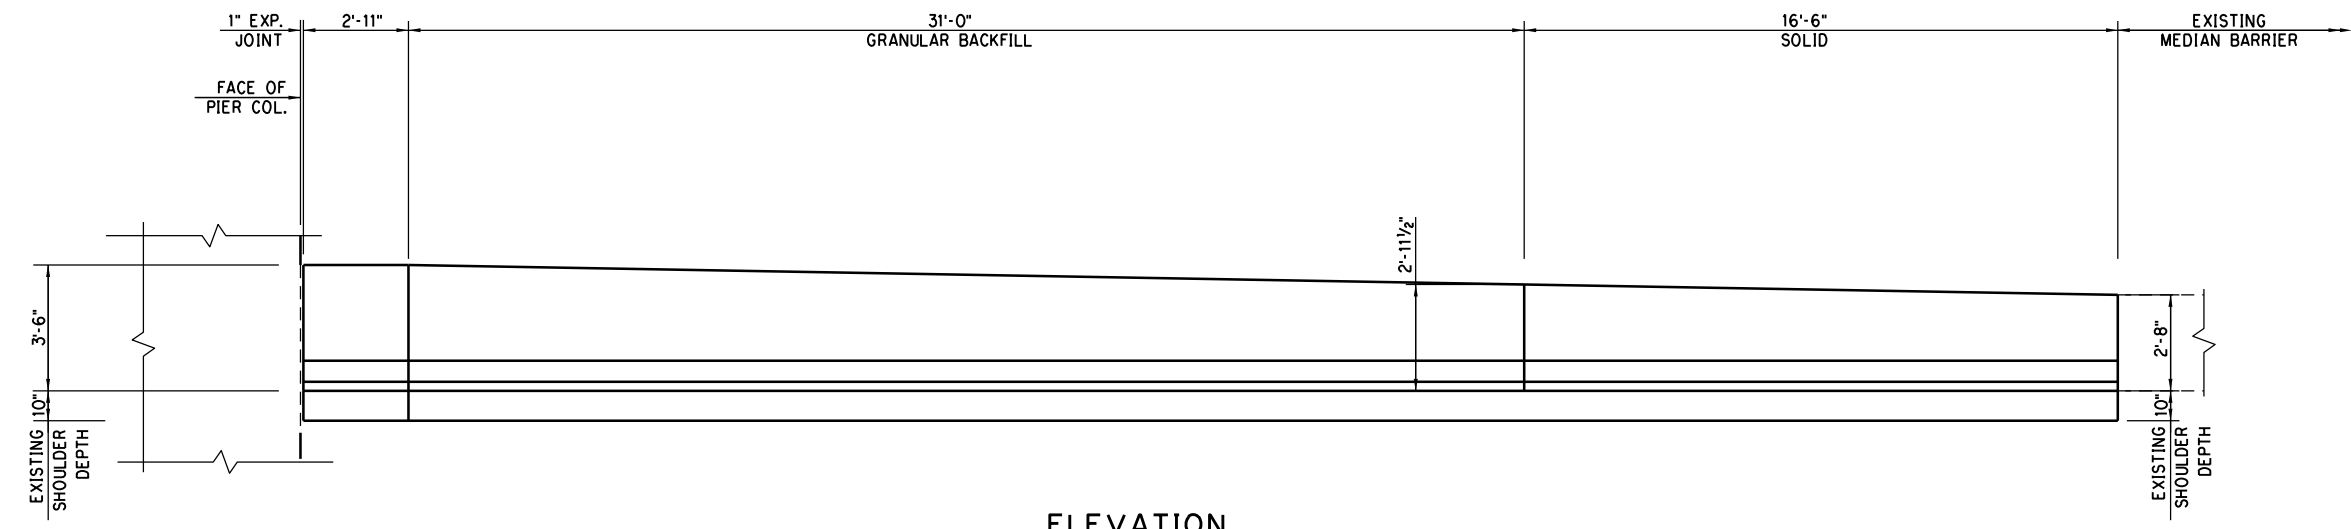 1" EXP.
JOINT
2'-11"
31'-0"
GRANULAR BACKFILL
16'-6"
SOLID
EXISTING
MEDIAN BARRIER
FACE OF
PIER COL.
2'-11½"
3'-6"
10"
EXISTING
SHOULDER
DEPTH
2'-8"
10"
EXISTING
SHOULDER
DEPTH
ELEVATION